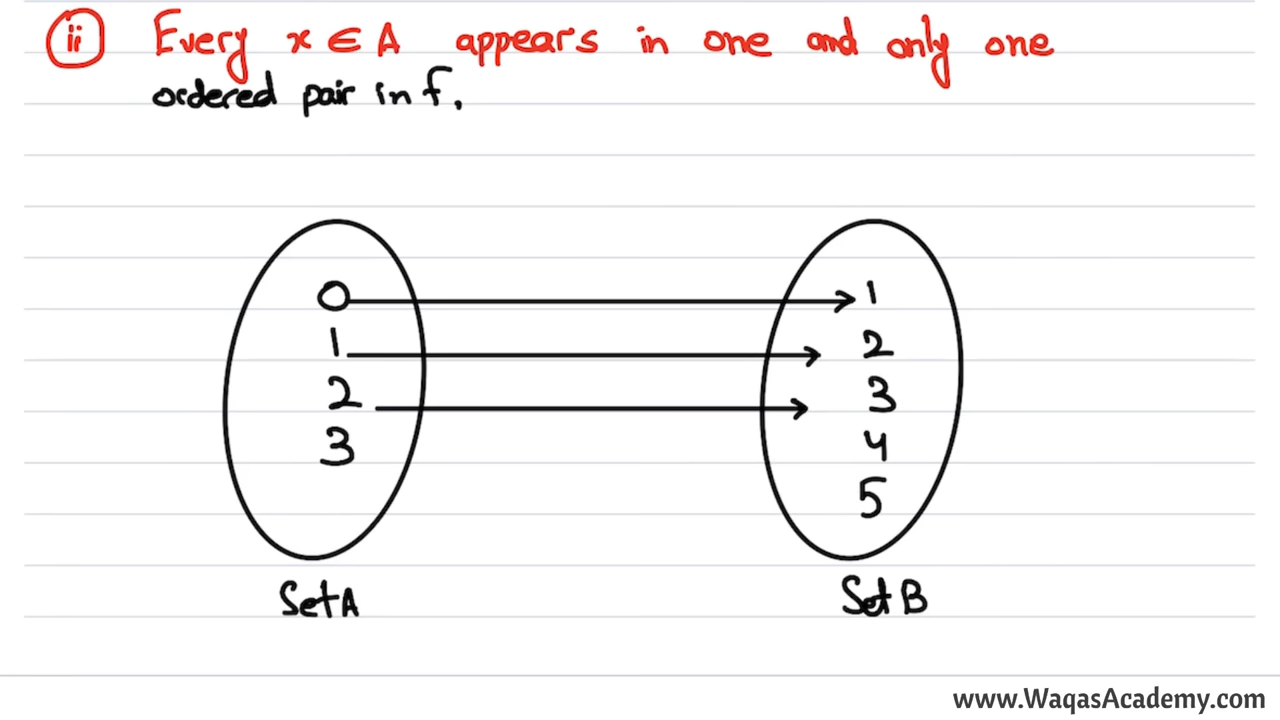 ii Every x ∈ A appears in one and only one
ordered pair in f.
0 1
1 2
2 3
3 4
5
Set A Set B
www.WaqasAcademy.com